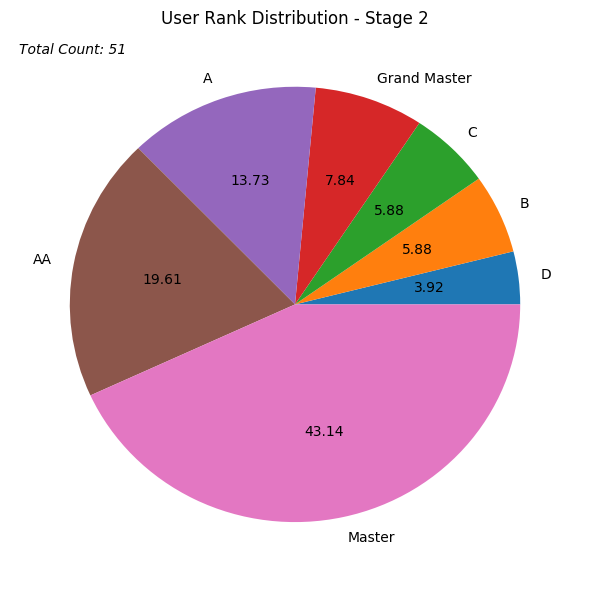 User Rank Distribution - Stage 2
Total Count: 51
A
Grand Master
C
B
D
AA
Master
13.73
7.84
5.88
5.88
3.92
19.61
43.14